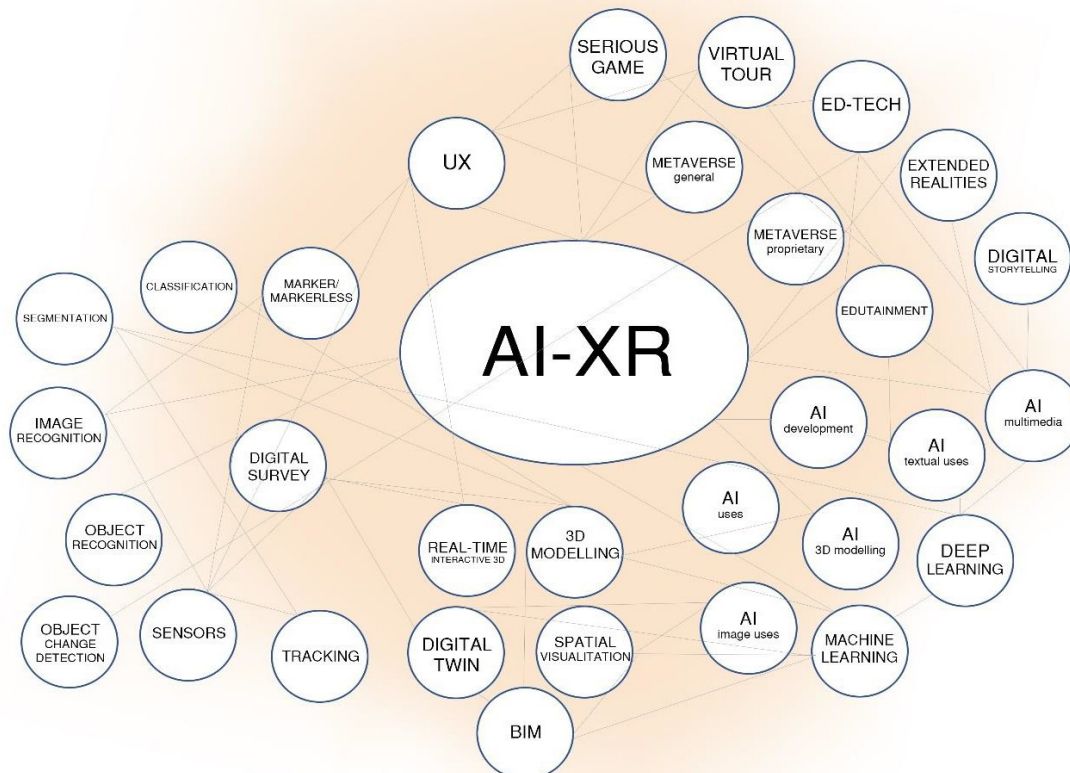 SERIOUS
GAME
VIRTUAL
TOUR
ED-TECH
UX
METAVERSE
general
EXTENDED
REALITIES
METAVERSE
proprietary
DIGITAL
STORYTELLING
CLASSIFICATION
MARKER/
MARKERLESS
SEGMENTATION
EDUTAINMENT
AI-XR
IMAGE
RECOGNITION
AI
development
AI
multimedia
DIGITAL
SURVEY
AI
textual uses
AI
uses
OBJECT
RECOGNITION
REAL-TIME
INTERACTIVE 3D
3D
MODELLING
AI
3D modelling
DEEP
LEARNING
OBJECT
CHANGE
DETECTION
SENSORS
TRACKING
DIGITAL
TWIN
SPATIAL
VISUALITATION
AI
image uses
MACHINE
LEARNING
BIM